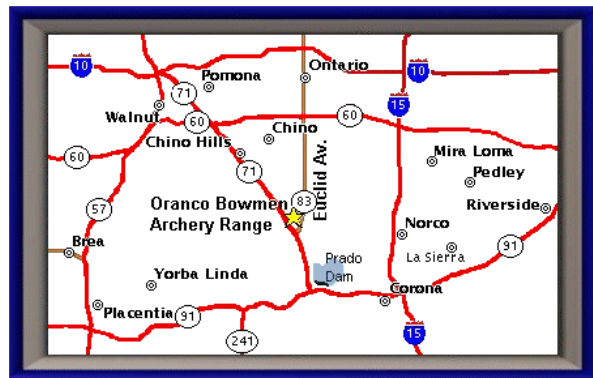 10
Ontario
10
Pomona
71
15
Walnut
60
60
Chino
Chino Hills
60
71
Mira Loma
Pedley
Euclid Av.
83
57
Oranco Bowmen
Archery Range
Riverside
Norco
91
Brea
La Sierra
Prado
Dam
Yorba Linda
Corona
Placentia
91
15
241